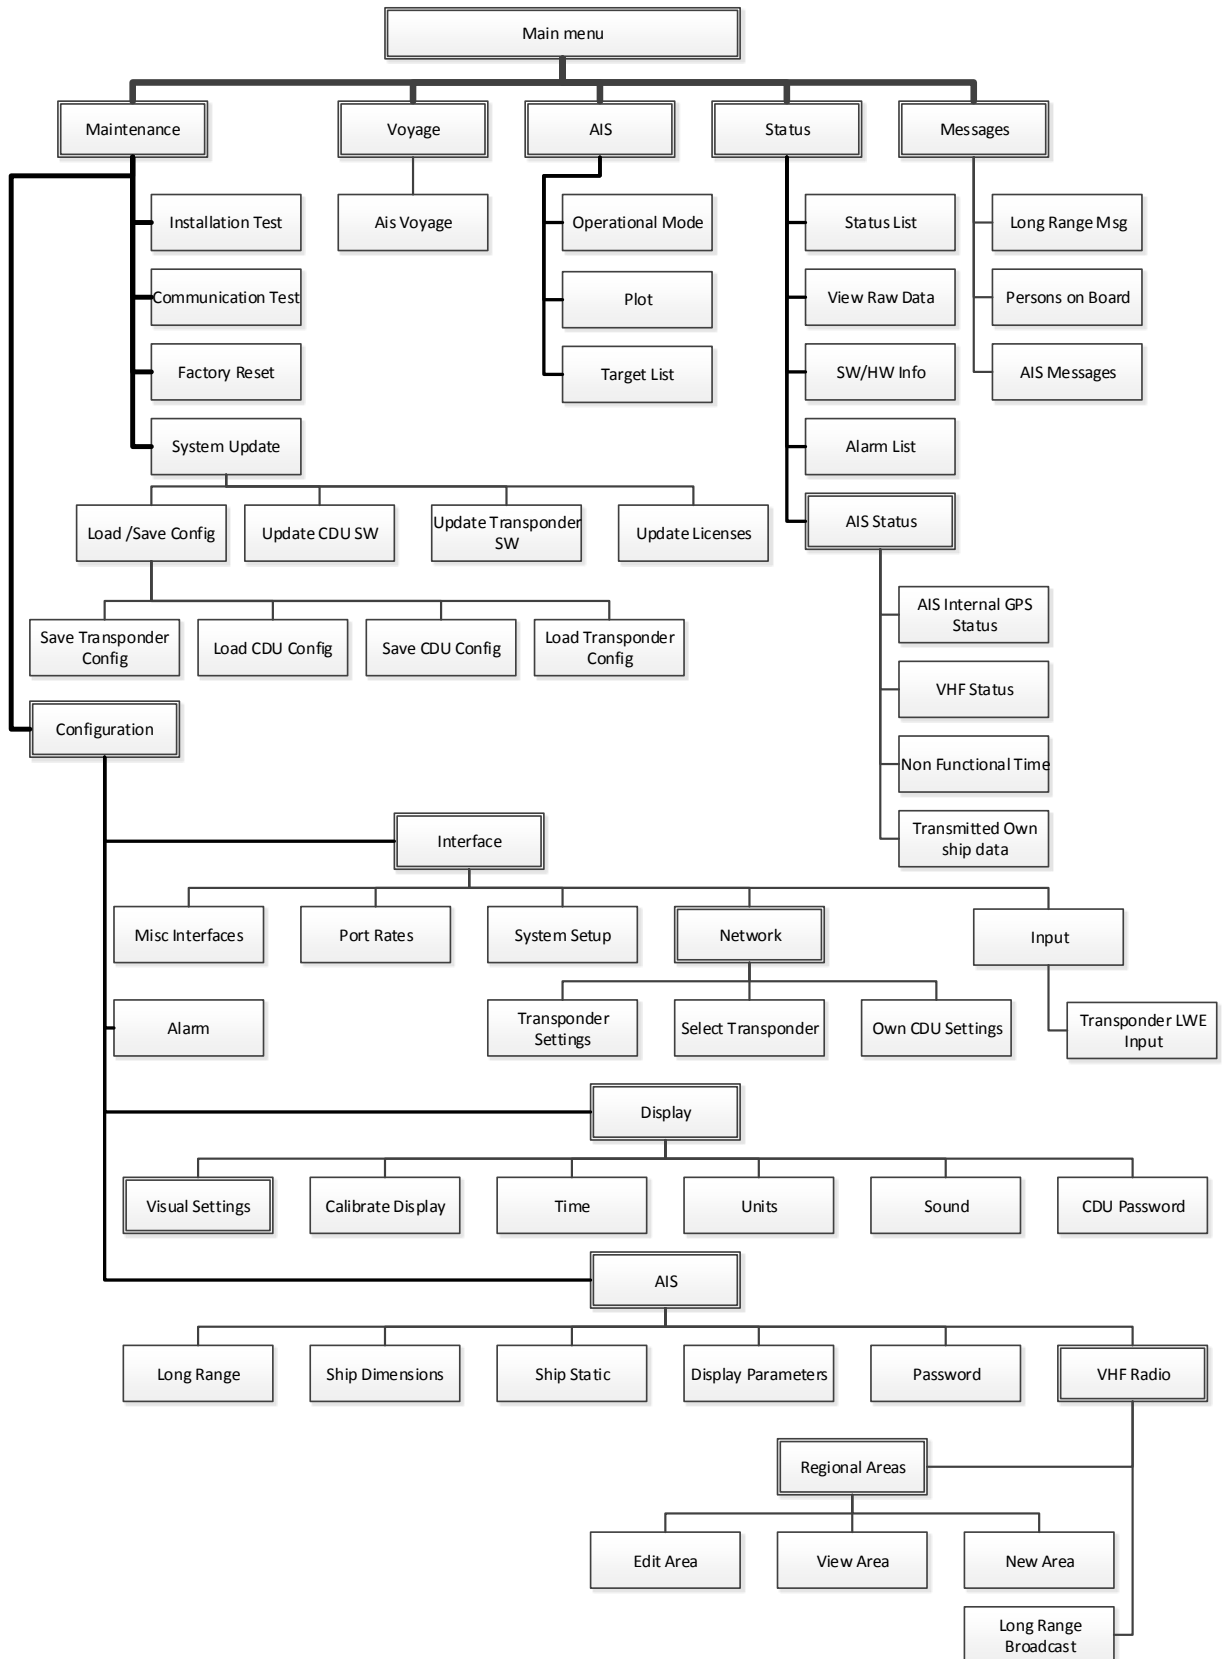 Main menu
Maintenance
Voyage
AIS
Status
Messages
Installation Test
Ais Voyage
Operational Mode
Status List
Long Range Msg
Communication Test
Plot
View Raw Data
Persons on Board
Factory Reset
Target List
SW/HW Info
AIS Messages
System Update
Alarm List
Load /Save Config
Update CDU SW
Update Transponder
SW
Update Licenses
AIS Status
AIS Internal GPS
Status
Save Transponder
Config
Load CDU Config
Save CDU Config
Load Transponder
Config
VHF Status
Configuration
Non Functional Time
Transmitted Own
ship data
Interface
Misc Interfaces
Port Rates
System Setup
Network
Input
Alarm
Transponder
Settings
Select Transponder
Own CDU Settings
Transponder LWE
Input
Display
Visual Settings
Calibrate Display
Time
Units
Sound
CDU Password
AIS
Long Range
Ship Dimensions
Ship Static
Display Parameters
Password
VHF Radio
Regional Areas
Edit Area
View Area
New Area
Long Range
Broadcast